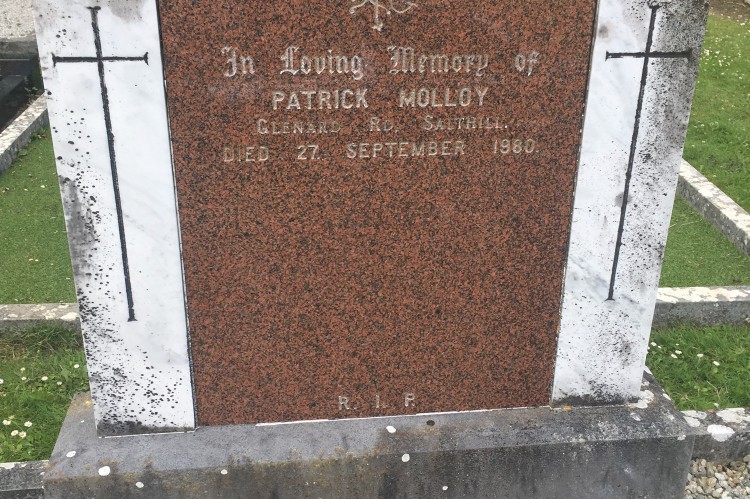 In Loving Memory of
PATRICK MOLLOY
GLENARD RD, SALTHILL.
DIED 27. SEPTEMBER 1980.
R. I. P.